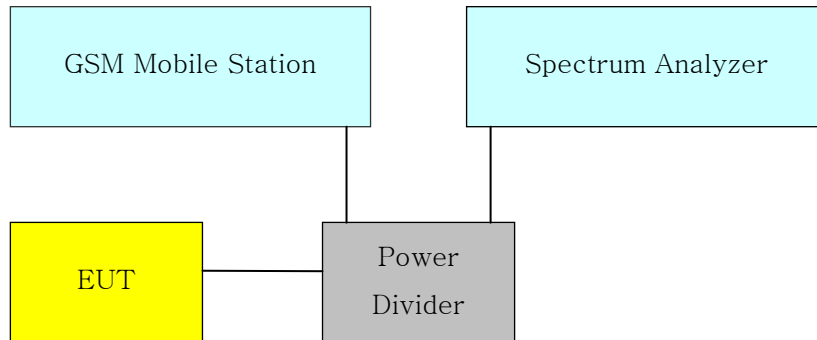 GSM Mobile Station
Spectrum Analyzer
EUT
Power
Divider